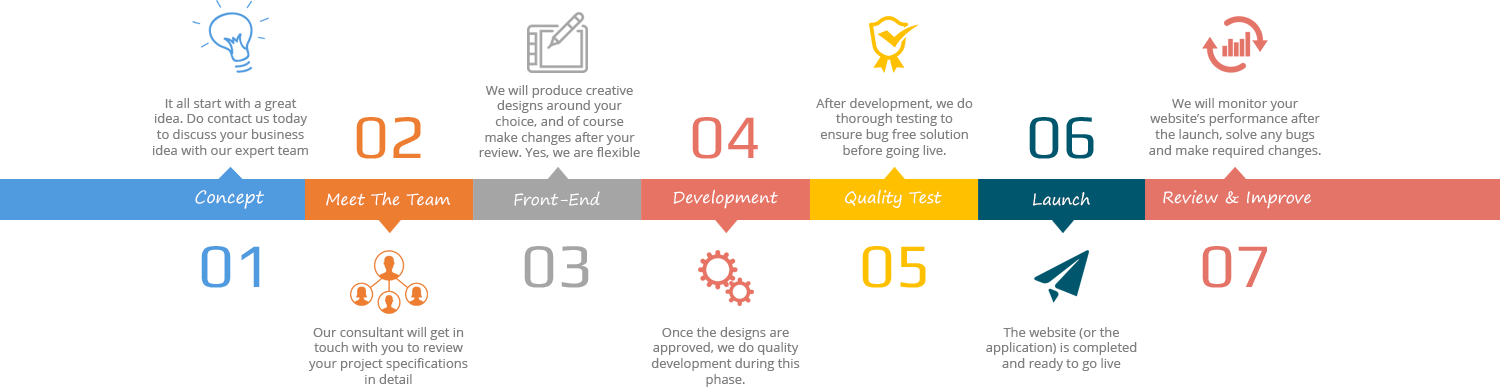 It all start with a great
idea. Do contact us today
to discuss your business
idea with our expert team
Concept
01
02
Meet The Team
Our consultant will get in
touch with you to review
your project specifications
in detail
We will produce creative
designs around your
choice, and of course
make changes after your
review. Yes, we are flexible
Front-End
03
04
Development
Once the designs are
approved, we do quality
development during this
phase.
After development, we do
thorough testing to
ensure bug free solution
before going live.
Quality Test
05
06
Launch
The website (or the
application) is completed
and ready to go live
We will monitor your
website’s performance after
the launch, solve any bugs
and make required changes.
Review & Improve
07